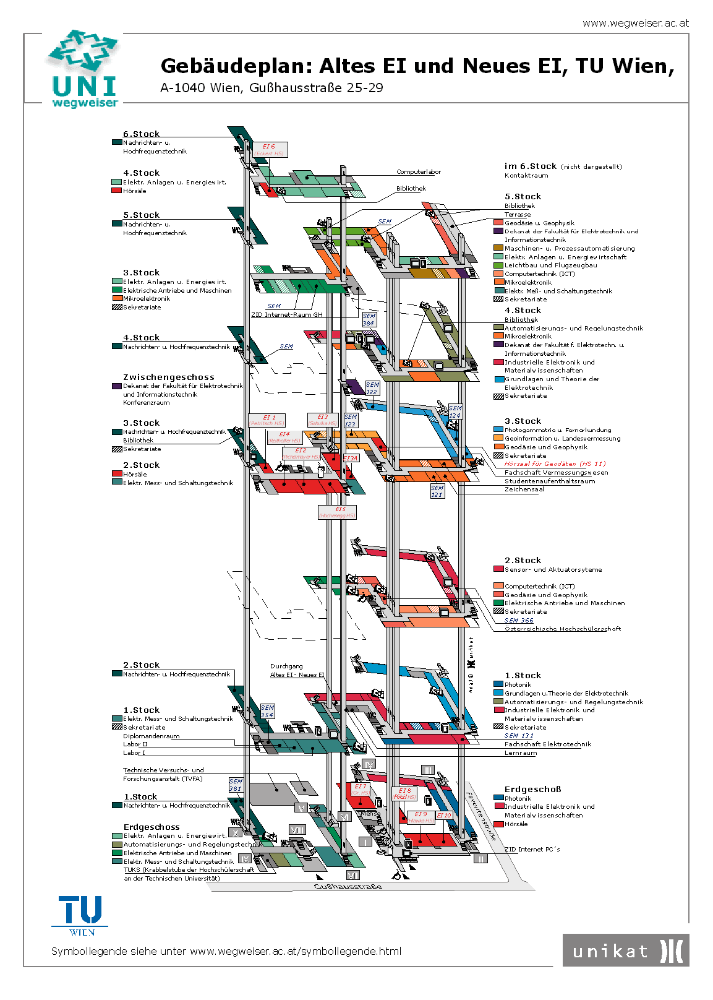 www.wegweiser.ac.at
UNI
wegweiser
Gebäudeplan: Altes EI und Neues EI, TU Wien,
A-1040 Wien, Gußhausstraße 25-29
6.Stock
Nachrichten- u.
Hochfrequenztechnik
4.Stock
Elektr. Anlagen u. Energiewirt.
Hörsäle
5.Stock
Nachrichten- u.
Hochfrequenztechnik
3.Stock
Elektr. Anlagen u. Energiewirt.
Elektrische Antriebe und Maschinen
Mikroelektronik
Sekretariate
4.Stock
Nachrichten- u. Hochfrequenztechnik
Zwischengeschoss
Dekanat der Fakultät für Elektrotechnik
und Informationstechnik
Konferenzraum
3.Stock
Nachrichten- u. Hochfrequenztechnik
Bibliothek
Sekretariate
2.Stock
Hörsäle
Elektr. Mess- und Schaltungstechnik
2.Stock
Nachrichten- u. Hochfrequenztechnik
1.Stock
Elektr. Mess- und Schaltungstechnik
Sekretariate
Diplomandenraum
Labor II
Labor I
Technische Versuchs- und
Forschungsanstalt (TVFA)
1.Stock
Nachrichten- u. Hochfrequenztechnik
Erdgeschoss
Elektr. Anlagen u. Energiewirt.
Automatisierungs- und Regelungstechnik
Elektrische Antriebe und Maschinen
Elektr. Mess- und Schaltungstechnik
TUKS (Krabbelstube der Hochschülerschaft
an der Technischen Universität)
EI 6
(Eckert HS)
Computerlabor
Bibliothek
SEM
SEM
ZID Internet-Raum GH
SEM
384
SEM
SEM
122
SEM
124
EI 1
(Petritsch HS)
EI3
(Sahulka HS)
SEM
123
EI4
(Reithoffer HS)
EI2
(Pichelmayer HS)
EI3A
SEM
121
EI5
(Hochenegg HS)
Durchgang
Altes EI - Neues EI
SEM
354
SEM
381
EI 7
(Gr. HS)
EI 8
Pötzl HS)
EI 9
(Hlawka HS)
EI 10
Mensa
I
II
III
IV
V
VI
VII
VIII
IX
X
Gußhausstraße
Favoritenstraße
unikat
im 6.Stock (nicht dargestellt)
Kontaktraum
5.Stock
Bibliothek
Terrasse
Geodäsie u. Geophysik
Dekanat der Fakultät für Elektrotechnik und
Informationstechnik
Maschinen- u. Prozessautomatisierung
Elektr. Anlagen u. Energiewirtschaft
Leichtbau und Flugzeugbau
Computertechnik (ICT)
Mikroelektronik
Elektr. Meß- und Schaltungstechnik
Sekretariate
4.Stock
Bibliothek
Automatisierungs- und Regelungstechnik
Mikroelektronik
Dekanat der Fakultät f. Elektrotechn. u.
Informationstechnik
Industrielle Elektronik und
Materialwissenschaften
Grundlagen und Theorie der
Elektrotechnik
Sekretariate
3.Stock
Photogammetrie u. Fernerkundung
Geoinformation u. Landesvermessung
Geodäsie und Geophysik
Sekretariate
Hörsaal für Geodäten (HS 11)
Fachschaft Vermessungswesen
Studentenaufenthaltsraum
Zeichensaal
2.Stock
Sensor- und Aktuatorsyteme
Computertechnik (ICT)
Geodäsie und Geophysik
Elektrische Antriebe und Maschinen
Sekretariate
SEM 366
Österreichische Hochschülerschaft
1.Stock
Photonik
Grundlagen u.Theorie der Elektrotechnik
Automatisierungs- und Regelungstechnik
Industrielle Elektronik und
Materialwissenschaften
Sekretariate
SEM 131
Fachschaft Elektrotechnik
Lernraum
Erdgeschoß
Photonik
Industrielle Elektronik und
Materialwissenschaften
Hörsäle
ZID Internet PC´s
TU
WIEN
Symbollegende siehe unter www.wegweiser.ac.at/symbollegende.html
unikat